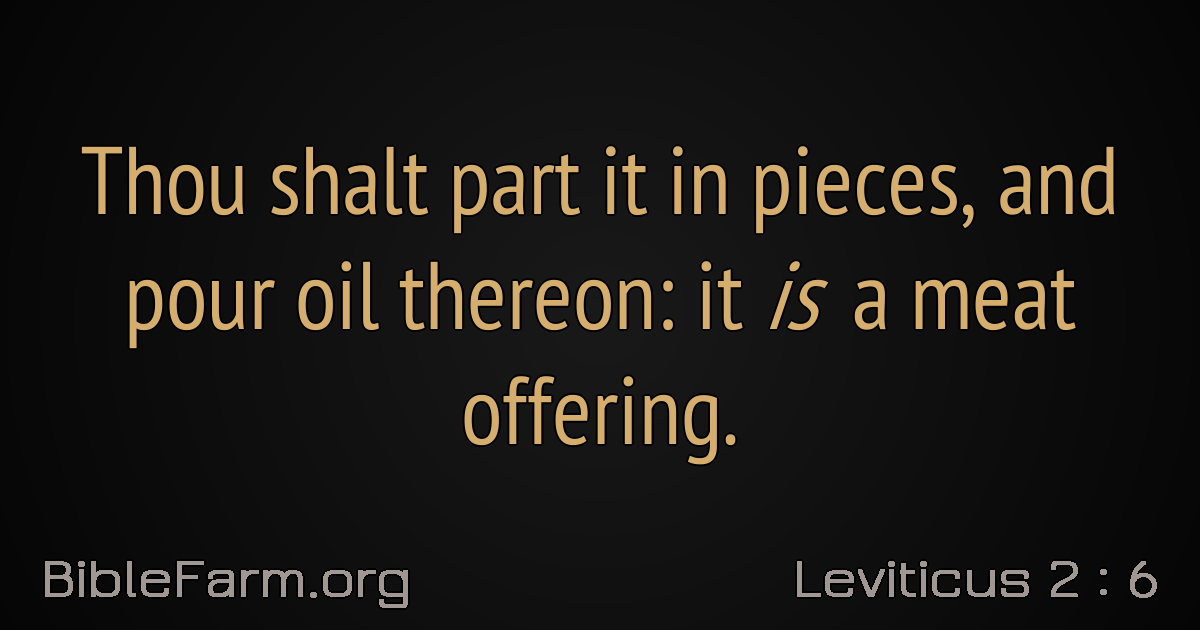 Thou shalt part it in pieces, and
pour oil thereon: it is a meat
offering.
BibleFarm.org
Leviticus 2 : 6